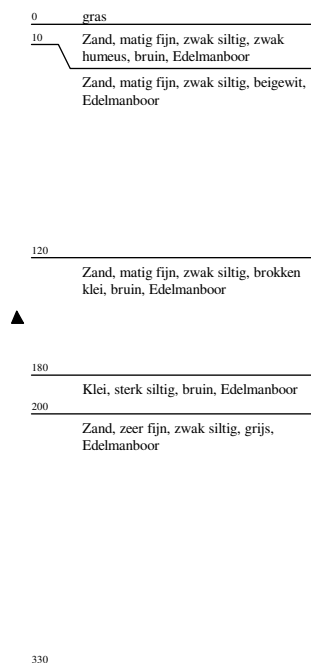 0 gras
10 Zand, matig fijn, zwak siltig, zwak
humeus, bruin, Edelmanboor
Zand, matig fijn, zwak siltig, beigewit,
Edelmanboor
120
Zand, matig fijn, zwak siltig, brokken
klei, bruin, Edelmanboor
180
Klei, sterk siltig, bruin, Edelmanboor
200
Zand, zeer fijn, zwak siltig, grijs,
Edelmanboor
330